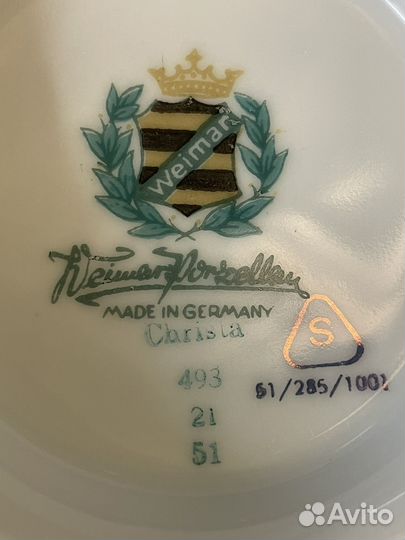 Weimar
Weimar Porzellan
MADE IN GERMANY
Christa
S
493
51/285/1001
21
51
Avito